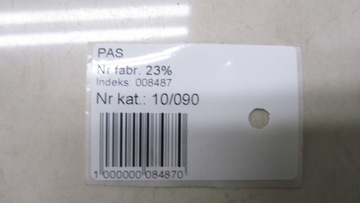 PAS
Nr fabr. 23%
Indeks: 008487
Nr kat.: 10/090
1 000000 084870